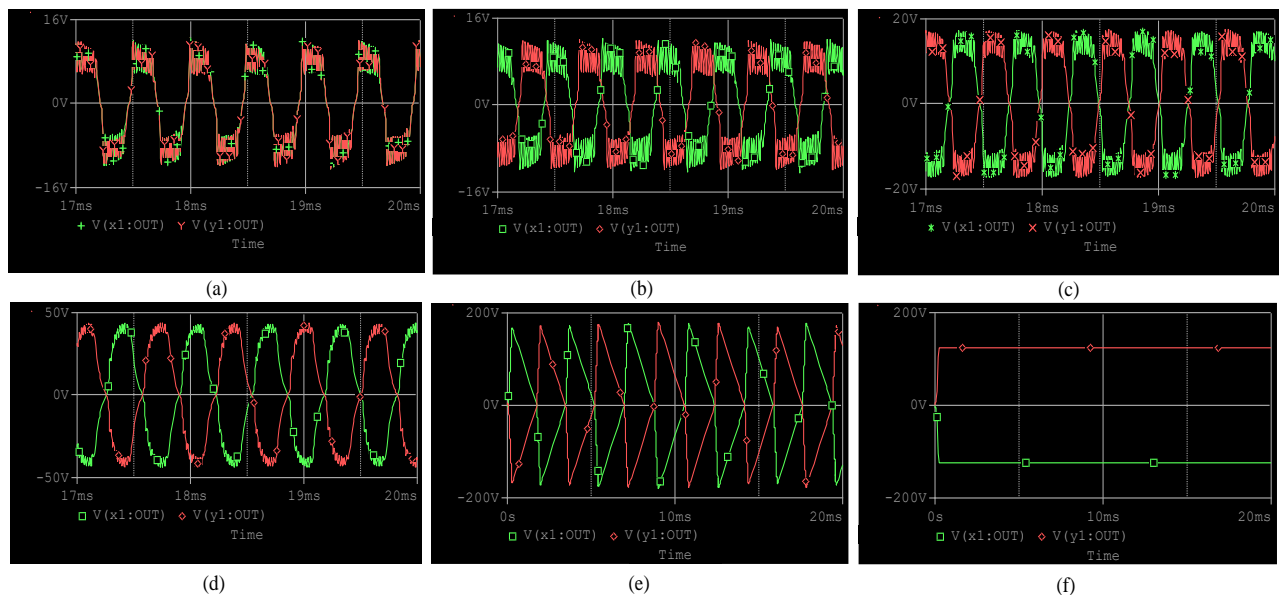 16V
0V
-16V
17ms 18ms 19ms 20ms
V(x1:OUT) V(y1:OUT)
Time
(a)
16V
0V
-16V
17ms 18ms 19ms 20ms
V(x1:OUT) V(y1:OUT)
Time
(b)
20V
0V
-20V
17ms 18ms 19ms 20ms
V(x1:OUT) V(y1:OUT)
Time
(c)
50V
0V
-50V
17ms 18ms 19ms 20ms
V(x1:OUT) V(y1:OUT)
Time
(d)
200V
0V
-200V
0s 10ms 20ms
V(x1:OUT) V(y1:OUT)
Time
(e)
200V
0V
-200V
0s 10ms 20ms
V(x1:OUT) V(y1:OUT)
Time
(f)